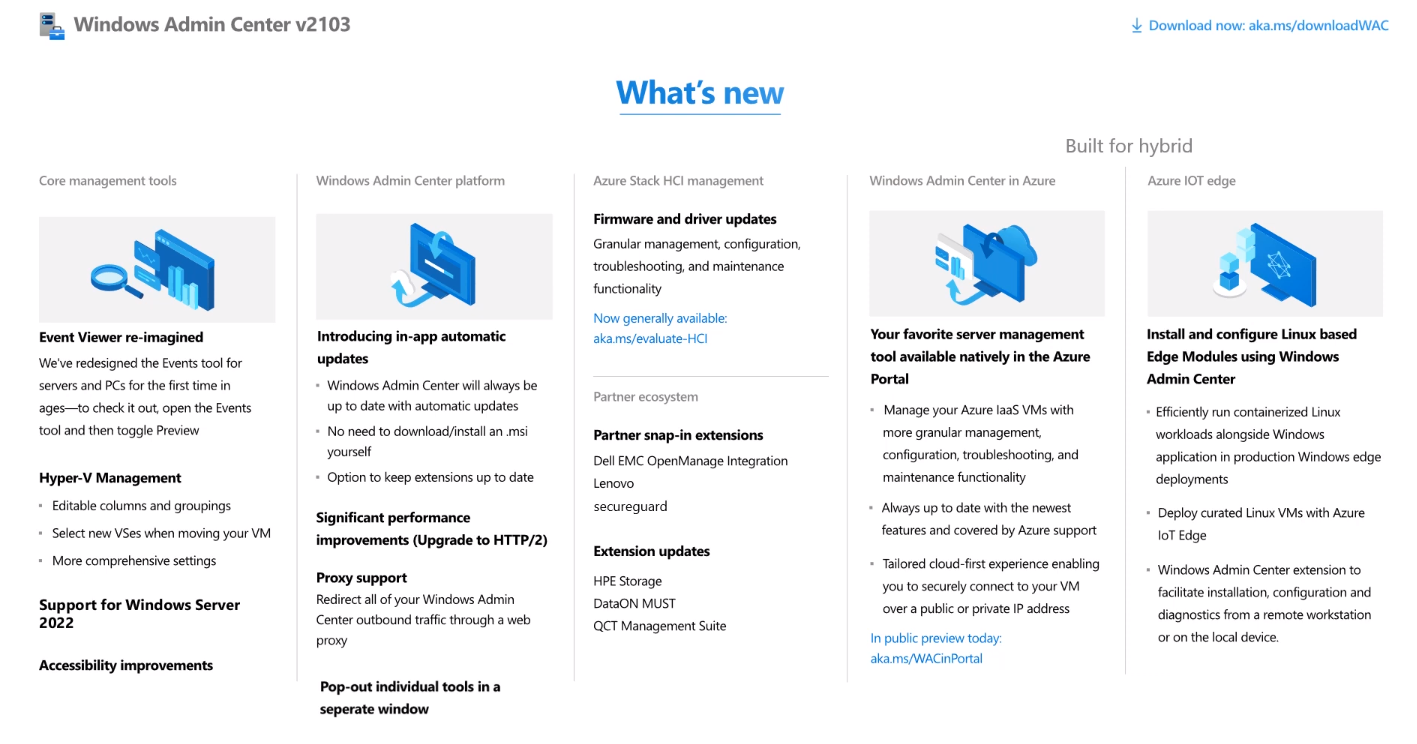 Windows Admin Center v2103
Download now: aka.ms/downloadWAC
What's new
Built for hybrid
Core management tools
Event Viewer re-imagined
We've redesigned the Events tool for
servers and PCs for the first time in
ages—to check it out, open the Events
tool and then toggle Preview
Hyper-V Management
▪ Editable columns and groupings
▪ Select new VSes when moving your VM
▪ More comprehensive settings
Support for Windows Server
2022
Accessibility improvements
Windows Admin Center platform
Introducing in-app automatic
updates
▪ Windows Admin Center will always be
up to date with automatic updates
▪ No need to download/install an .msi
yourself
▪ Option to keep extensions up to date
Significant performance
improvements (Upgrade to HTTP/2)
Proxy support
Redirect all of your Windows Admin
Center outbound traffic through a web
proxy
Pop-out individual tools in a
seperate window
Azure Stack HCI management
Firmware and driver updates
Granular management, configuration,
troubleshooting, and maintenance
functionality
Now generally available:
aka.ms/evaluate-HCI
Partner ecosystem
Partner snap-in extensions
Dell EMC OpenManage Integration
Lenovo
secureguard
Extension updates
HPE Storage
DataON MUST
QCT Management Suite
Windows Admin Center in Azure
Your favorite server management
tool available natively in the Azure
Portal
▪ Manage your Azure IaaS VMs with
more granular management,
configuration, troubleshooting, and
maintenance functionality
▪ Always up to date with the newest
features and covered by Azure support
▪ Tailored cloud-first experience enabling
you to securely connect to your VM
over a public or private IP address
In public preview today:
aka.ms/WACinPortal
Azure IOT edge
Install and configure Linux based
Edge Modules using Windows
Admin Center
▪ Efficiently run containerized Linux
workloads alongside Windows
application in production Windows edge
deployments
▪ Deploy curated Linux VMs with Azure
IoT Edge
▪ Windows Admin Center extension to
facilitate installation, configuration and
diagnostics from a remote workstation
or on the local device.